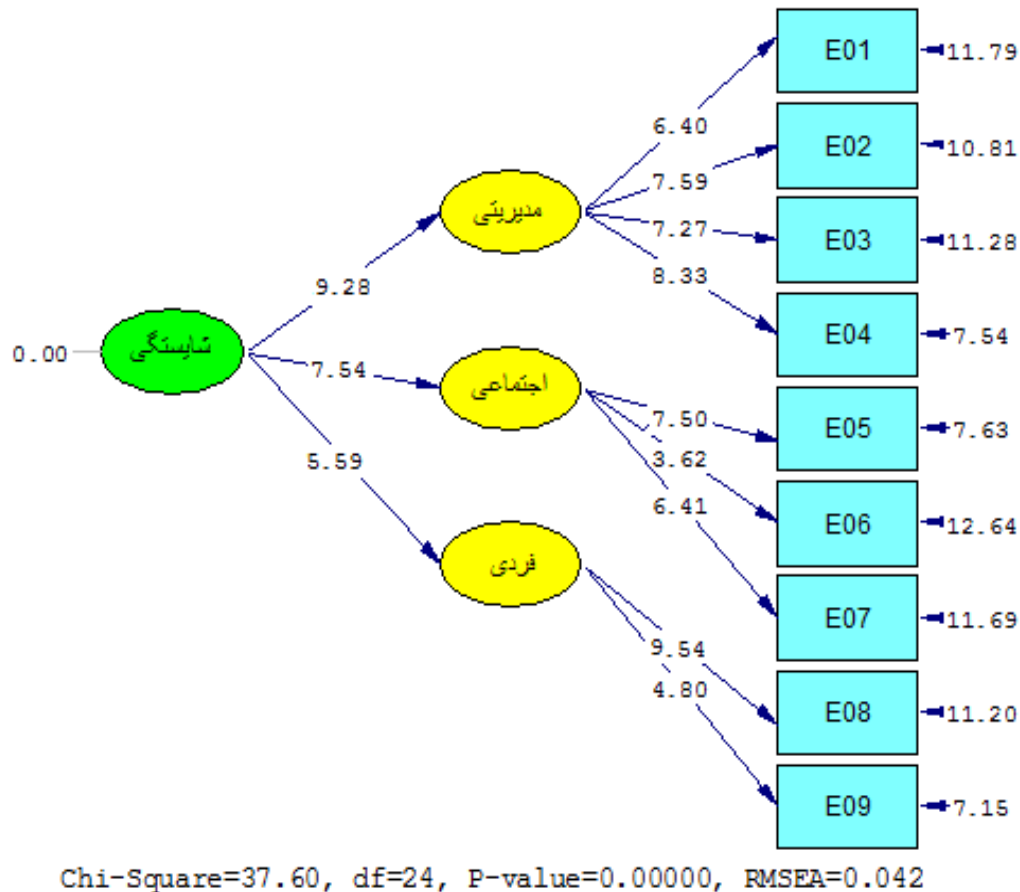 E01
11.79
6.40
E02
10.81
مدیریتی
7.59
E03
11.28
7.27
9.28
8.33
E04
7.54
شایستگی
0.00
7.54
اجتماعی
7.50
E05
7.63
3.62
5.59
6.41
E06
12.64
فردی
E07
11.69
9.54
4.80
E08
11.20
E09
7.15
Chi-Square=37.60, df=24, P-value=0.00000, RMSEA=0.042